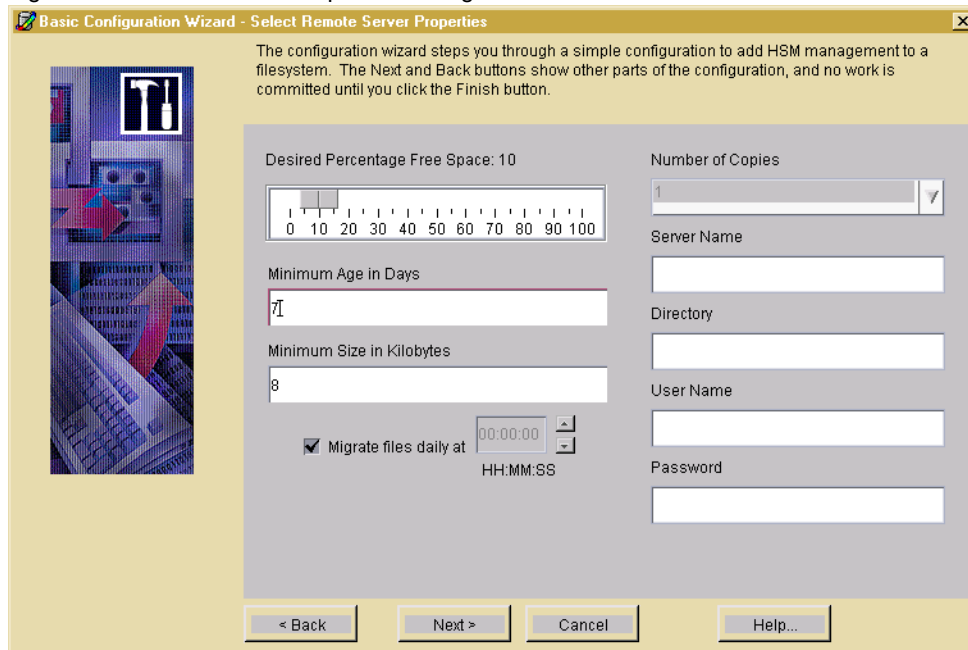 Basic Configuration Wizard - Select Remote Server Properties
The configuration wizard steps you through a simple configuration to add HSM management to a
filesystem. The Next and Back buttons show other parts of the configuration, and no work is
committed until you click the Finish button.
Desired Percentage Free Space: 10
0 10 20 30 40 50 60 70 80 90 100
Minimum Age in Days
7
Minimum Size in Kilobytes
8
Migrate files daily at 00:00:00
HH:MM:SS
Number of Copies
1
Server Name
Directory
User Name
Password
< Back
Next >
Cancel
Help...